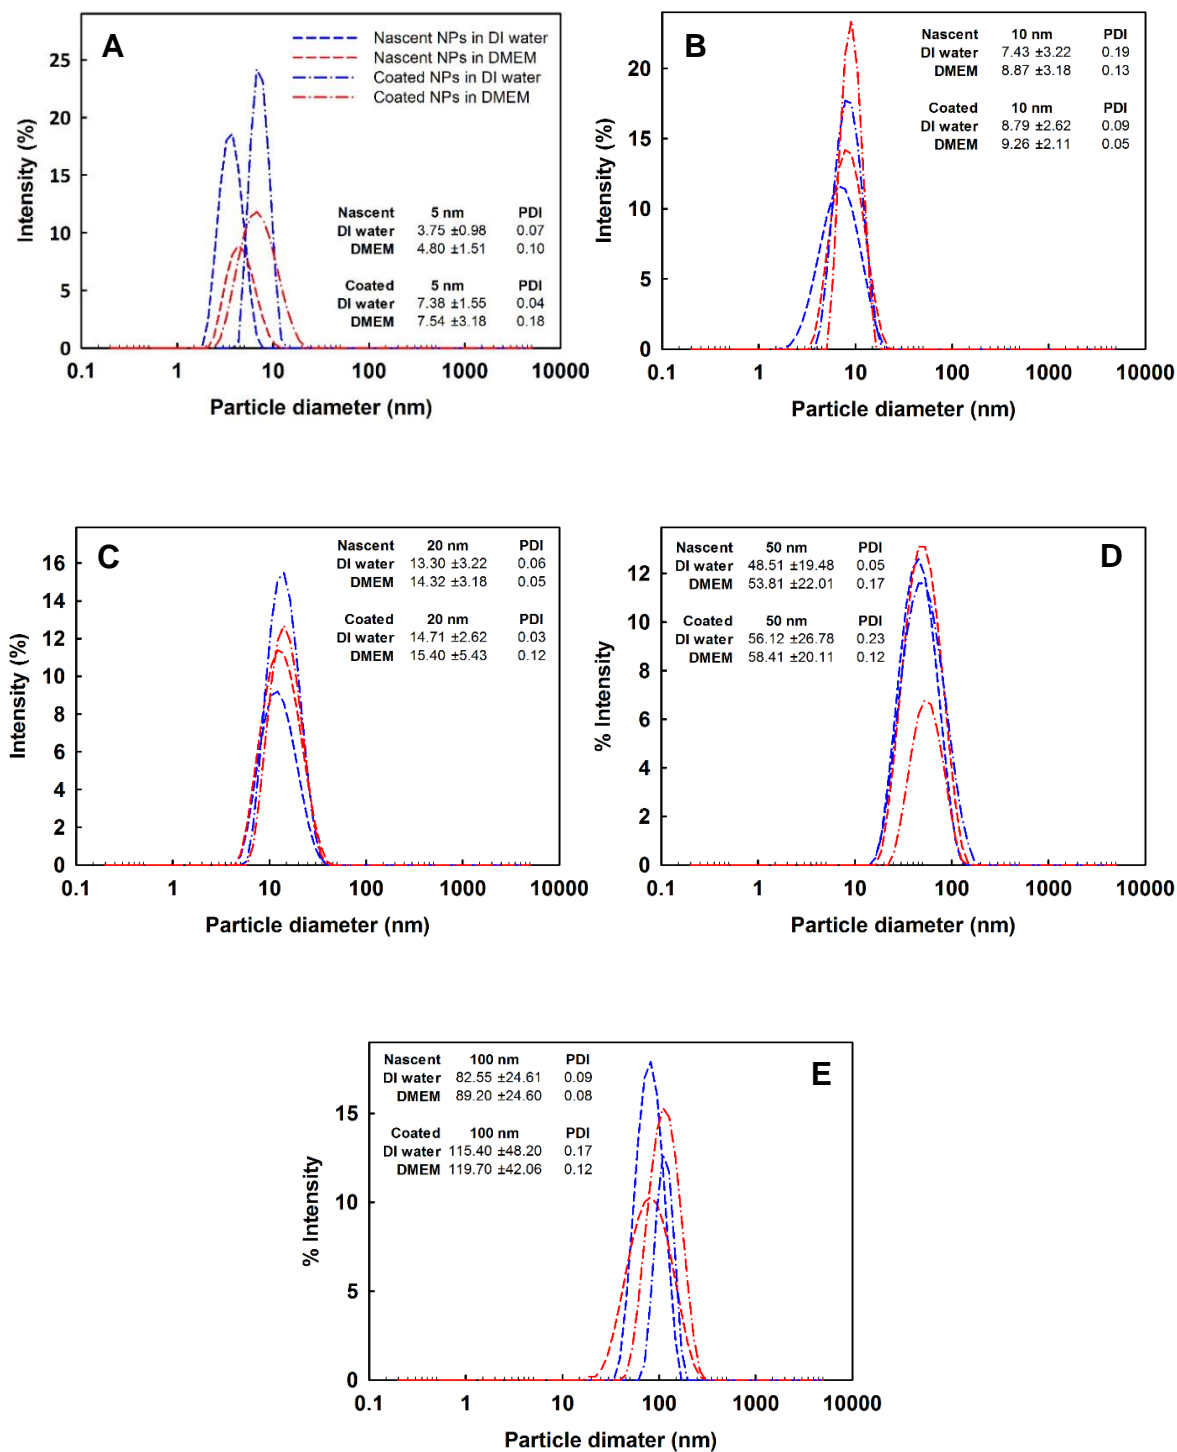 A
Nascent NPs in DI water
Nascent NPs in DMEM
Coated NPs in DI water
Coated NPs in DMEM
Intensity (%)
25
20
15
10
5
0
Nascent 5 nm PDI
DI water 3.75 ±0.98 0.07
DMEM 4.80 ±1.51 0.10
Coated 5 nm PDI
DI water 7.38 ±1.55 0.04
DMEM 7.54 ±3.18 0.18
0.1 1 10 100 1000 10000
Particle diameter (nm)
B
Nascent 10 nm PDI
DI water 7.43 ±3.22 0.19
DMEM 8.87 ±3.18 0.13
Coated 10 nm PDI
DI water 8.79 ±2.62 0.09
DMEM 9.26 ±2.11 0.05
Intensity (%)
20
15
10
5
0
0.1 1 10 100 1000 10000
Particle diameter (nm)
C
Nascent 20 nm PDI
DI water 13.30 ±3.22 0.06
DMEM 14.32 ±3.18 0.05
Coated 20 nm PDI
DI water 14.71 ±2.62 0.03
DMEM 15.40 ±5.43 0.12
Intensity (%)
16
14
12
10
8
6
4
2
0
0.1 1 10 100 1000 10000
Particle diameter (nm)
D
Nascent 50 nm PDI
DI water 48.51 ±19.48 0.05
DMEM 53.81 ±22.01 0.17
Coated 50 nm PDI
DI water 56.12 ±26.78 0.23
DMEM 58.41 ±20.11 0.12
% Intensity
12
10
8
6
4
2
0
0.1 1 10 100 1000 10000
Particle diameter (nm)
E
Nascent 100 nm PDI
DI water 82.55 ±24.61 0.09
DMEM 89.20 ±24.60 0.08
Coated 100 nm PDI
DI water 115.40 ±48.20 0.17
DMEM 119.70 ±42.06 0.12
% Intensity
15
10
5
0
0.1 1 10 100 1000 10000
Particle dimater (nm)